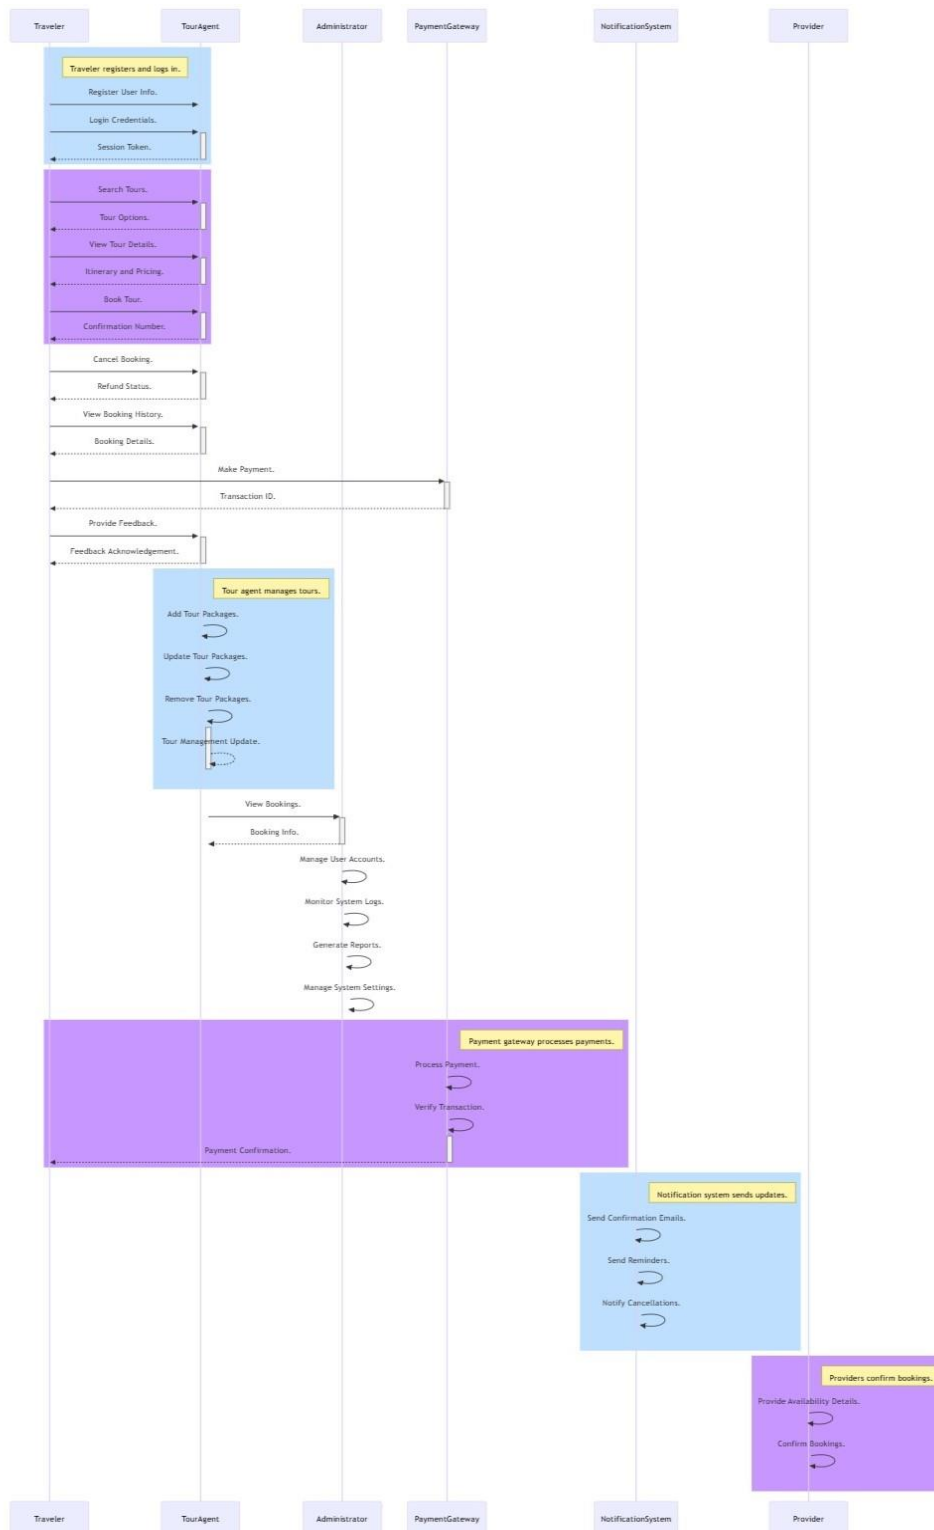 Traveler
TourAgent
Administrator
PaymentGateway
NotificationSystem
Provider
Traveler registers and logs in.
Register User Info.
Login Credentials.
Session Token.
Search Tours.
Tour Options.
View Tour Details.
Itinerary and Pricing.
Book Tour.
Confirmation Number.
Cancel Booking.
Refund Status.
View Booking History.
Booking Details.
Make Payment.
Transaction ID.
Provide Feedback.
Feedback Acknowledgement.
Tour agent manages tours.
Add Tour Packages.
Update Tour Packages.
Remove Tour Packages.
Tour Management Update.
View Bookings.
Booking Info.
Manage User Accounts.
Monitor System Logs.
Generate Reports.
Manage System Settings.
Payment gateway processes payments.
Process Payment.
Verify Transaction.
Payment Confirmation.
Notification system sends updates.
Send Confirmation Emails.
Send Reminders.
Notify Cancellations.
Providers confirm bookings.
Provide Availability Details.
Confirm Bookings.
Traveler
TourAgent
Administrator
PaymentGateway
NotificationSystem
Provider